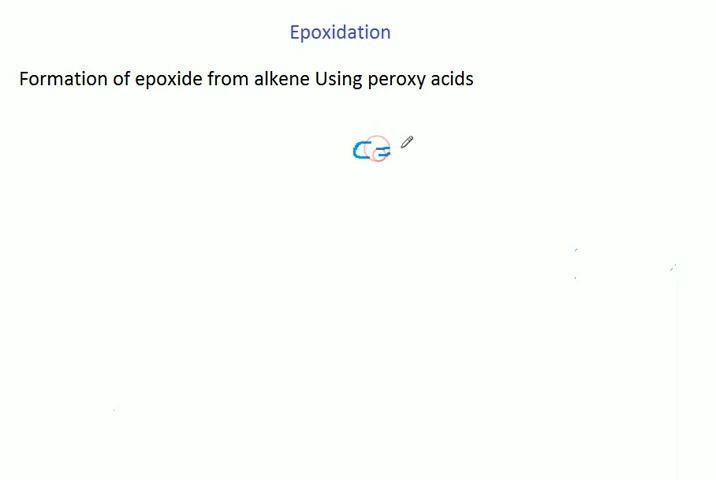 Epoxidation
Formation of epoxide from alkene Using peroxy acids
C=